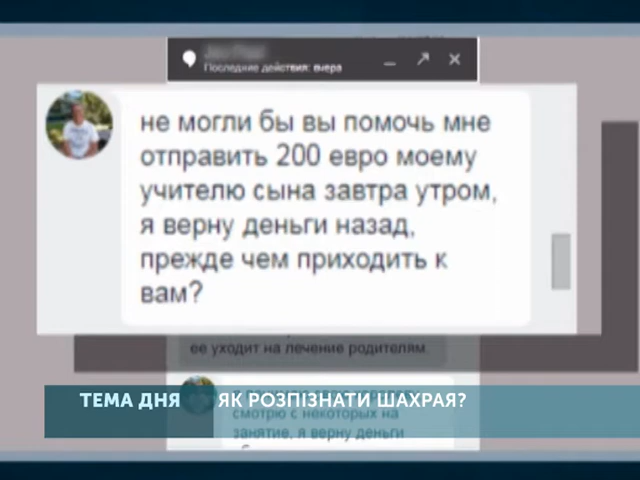 Последние действия: вчера
не могли бы вы помочь мне
отправить 200 евро моему
учителю сына завтра утром,
я верну деньги назад,
прежде чем приходить к
вам?
ее уходит на лечение родителям.
ТЕМА ДНЯ ЯК РОЗПІЗНАТИ ШАХРАЯ?
смотрю с некоторых на
занятие, я верну деньги